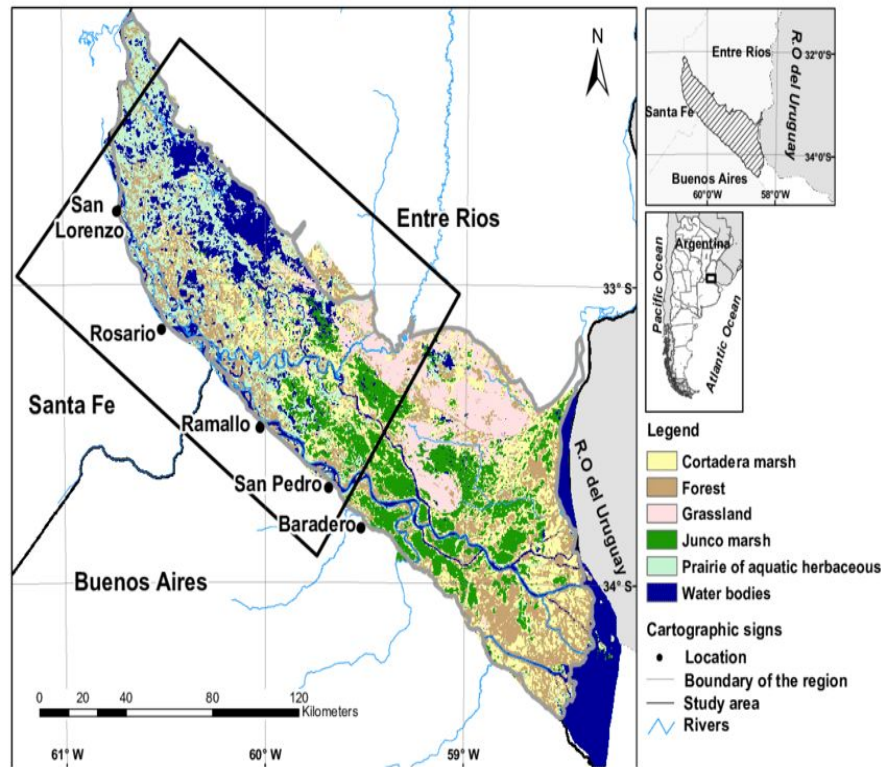 N
San
Lorenzo
Entre Rios
33° S
Rosario
Santa Fe
Ramallo
San Pedro
Baradero
R.O del Uruguay
Buenos Aires
34° S
0 20 40 80 120
Kilometers
61° W 60° W 59° W
Entre Ríos
32°0'S
R.O del Uruguay
Santa Fe
34°0'S
Buenos Aires
60°0'W 58°0'W
Argentina
Pacific Ocean
Atlantic Ocean
Legend
Cortadera marsh
Forest
Grassland
Junco marsh
Prairie of aquatic herbaceous
Water bodies
Cartographic signs
Location
Boundary of the region
Study area
Rivers